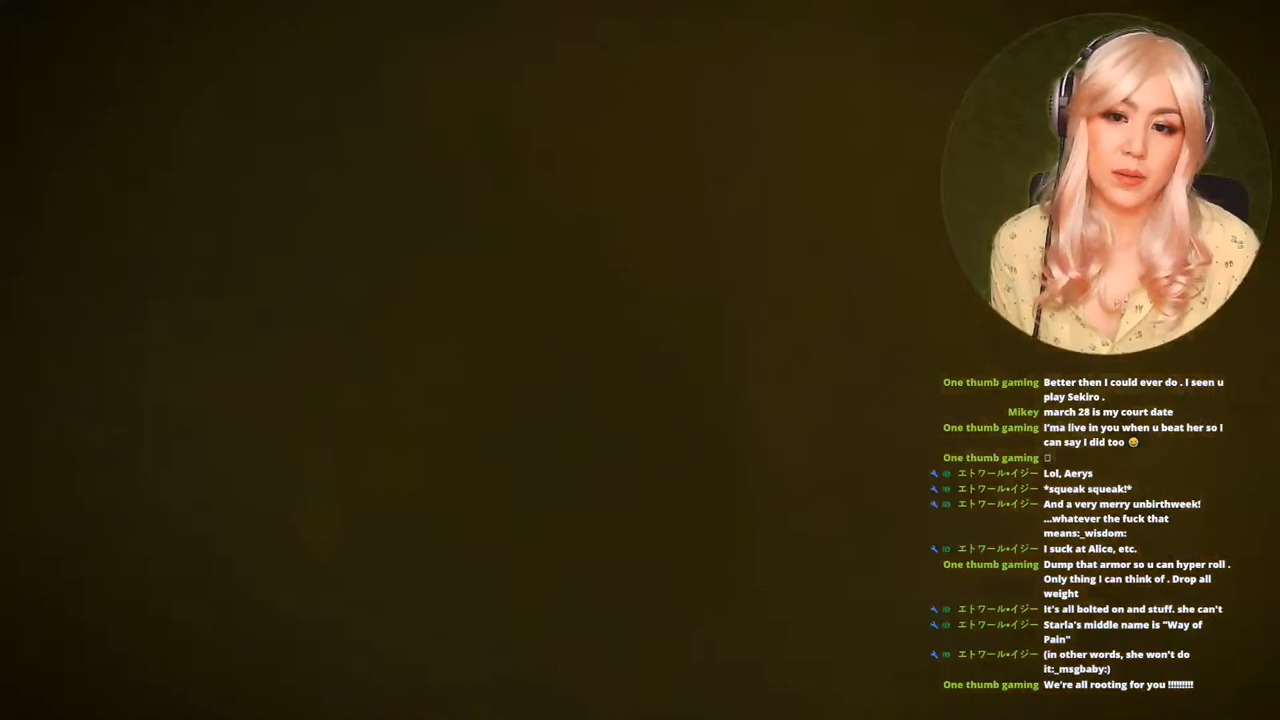 One thumb gaming Better then I could ever do . I seen u
play Sekiro .
Mikey march 28 is my court date
One thumb gaming I'ma live in you when u beat her so I
can say I did too 😂
One thumb gaming
エトワール•イジー Lol, Aerys
エトワール•イジー *squeak squeak!*
エトワール•イジー And a very merry unbirthweek!
...whatever the fuck that
means:_wisdom:
エトワール•イジー I suck at Alice, etc.
One thumb gaming Dump that armor so u can hyper roll .
Only thing I can think of . Drop all
weight
エトワール•イジー It's all bolted on and stuff. she can't
エトワール•イジー Starla's middle name is "Way of
Pain"
エトワール•イジー (in other words, she won't do
it:_msgbaby:)
One thumb gaming We're all rooting for you !!!!!!!!!